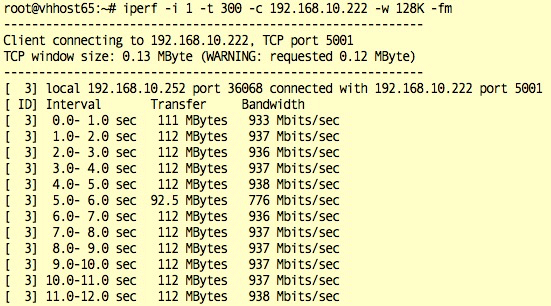 root@vhhost65:~# iperf -i 1 -t 300 -c 192.168.10.222 -w 128K -fm
------------------------------------------------------------
Client connecting to 192.168.10.222, TCP port 5001
TCP window size: 0.13 MByte (WARNING: requested 0.12 MByte)
------------------------------------------------------------
[  3] local 192.168.10.252 port 36068 connected with 192.168.10.222 port 5001
[ ID] Interval       Transfer     Bandwidth
[  3]  0.0- 1.0 sec   111 MBytes   933 Mbits/sec
[  3]  1.0- 2.0 sec   112 MBytes   937 Mbits/sec
[  3]  2.0- 3.0 sec   112 MBytes   936 Mbits/sec
[  3]  3.0- 4.0 sec   112 MBytes   937 Mbits/sec
[  3]  4.0- 5.0 sec   112 MBytes   938 Mbits/sec
[  3]  5.0- 6.0 sec  92.5 MBytes   776 Mbits/sec
[  3]  6.0- 7.0 sec   112 MBytes   936 Mbits/sec
[  3]  7.0- 8.0 sec   112 MBytes   937 Mbits/sec
[  3]  8.0- 9.0 sec   112 MBytes   937 Mbits/sec
[  3]  9.0-10.0 sec   112 MBytes   937 Mbits/sec
[  3] 10.0-11.0 sec   112 MBytes   937 Mbits/sec
[  3] 11.0-12.0 sec   112 MBytes   938 Mbits/sec